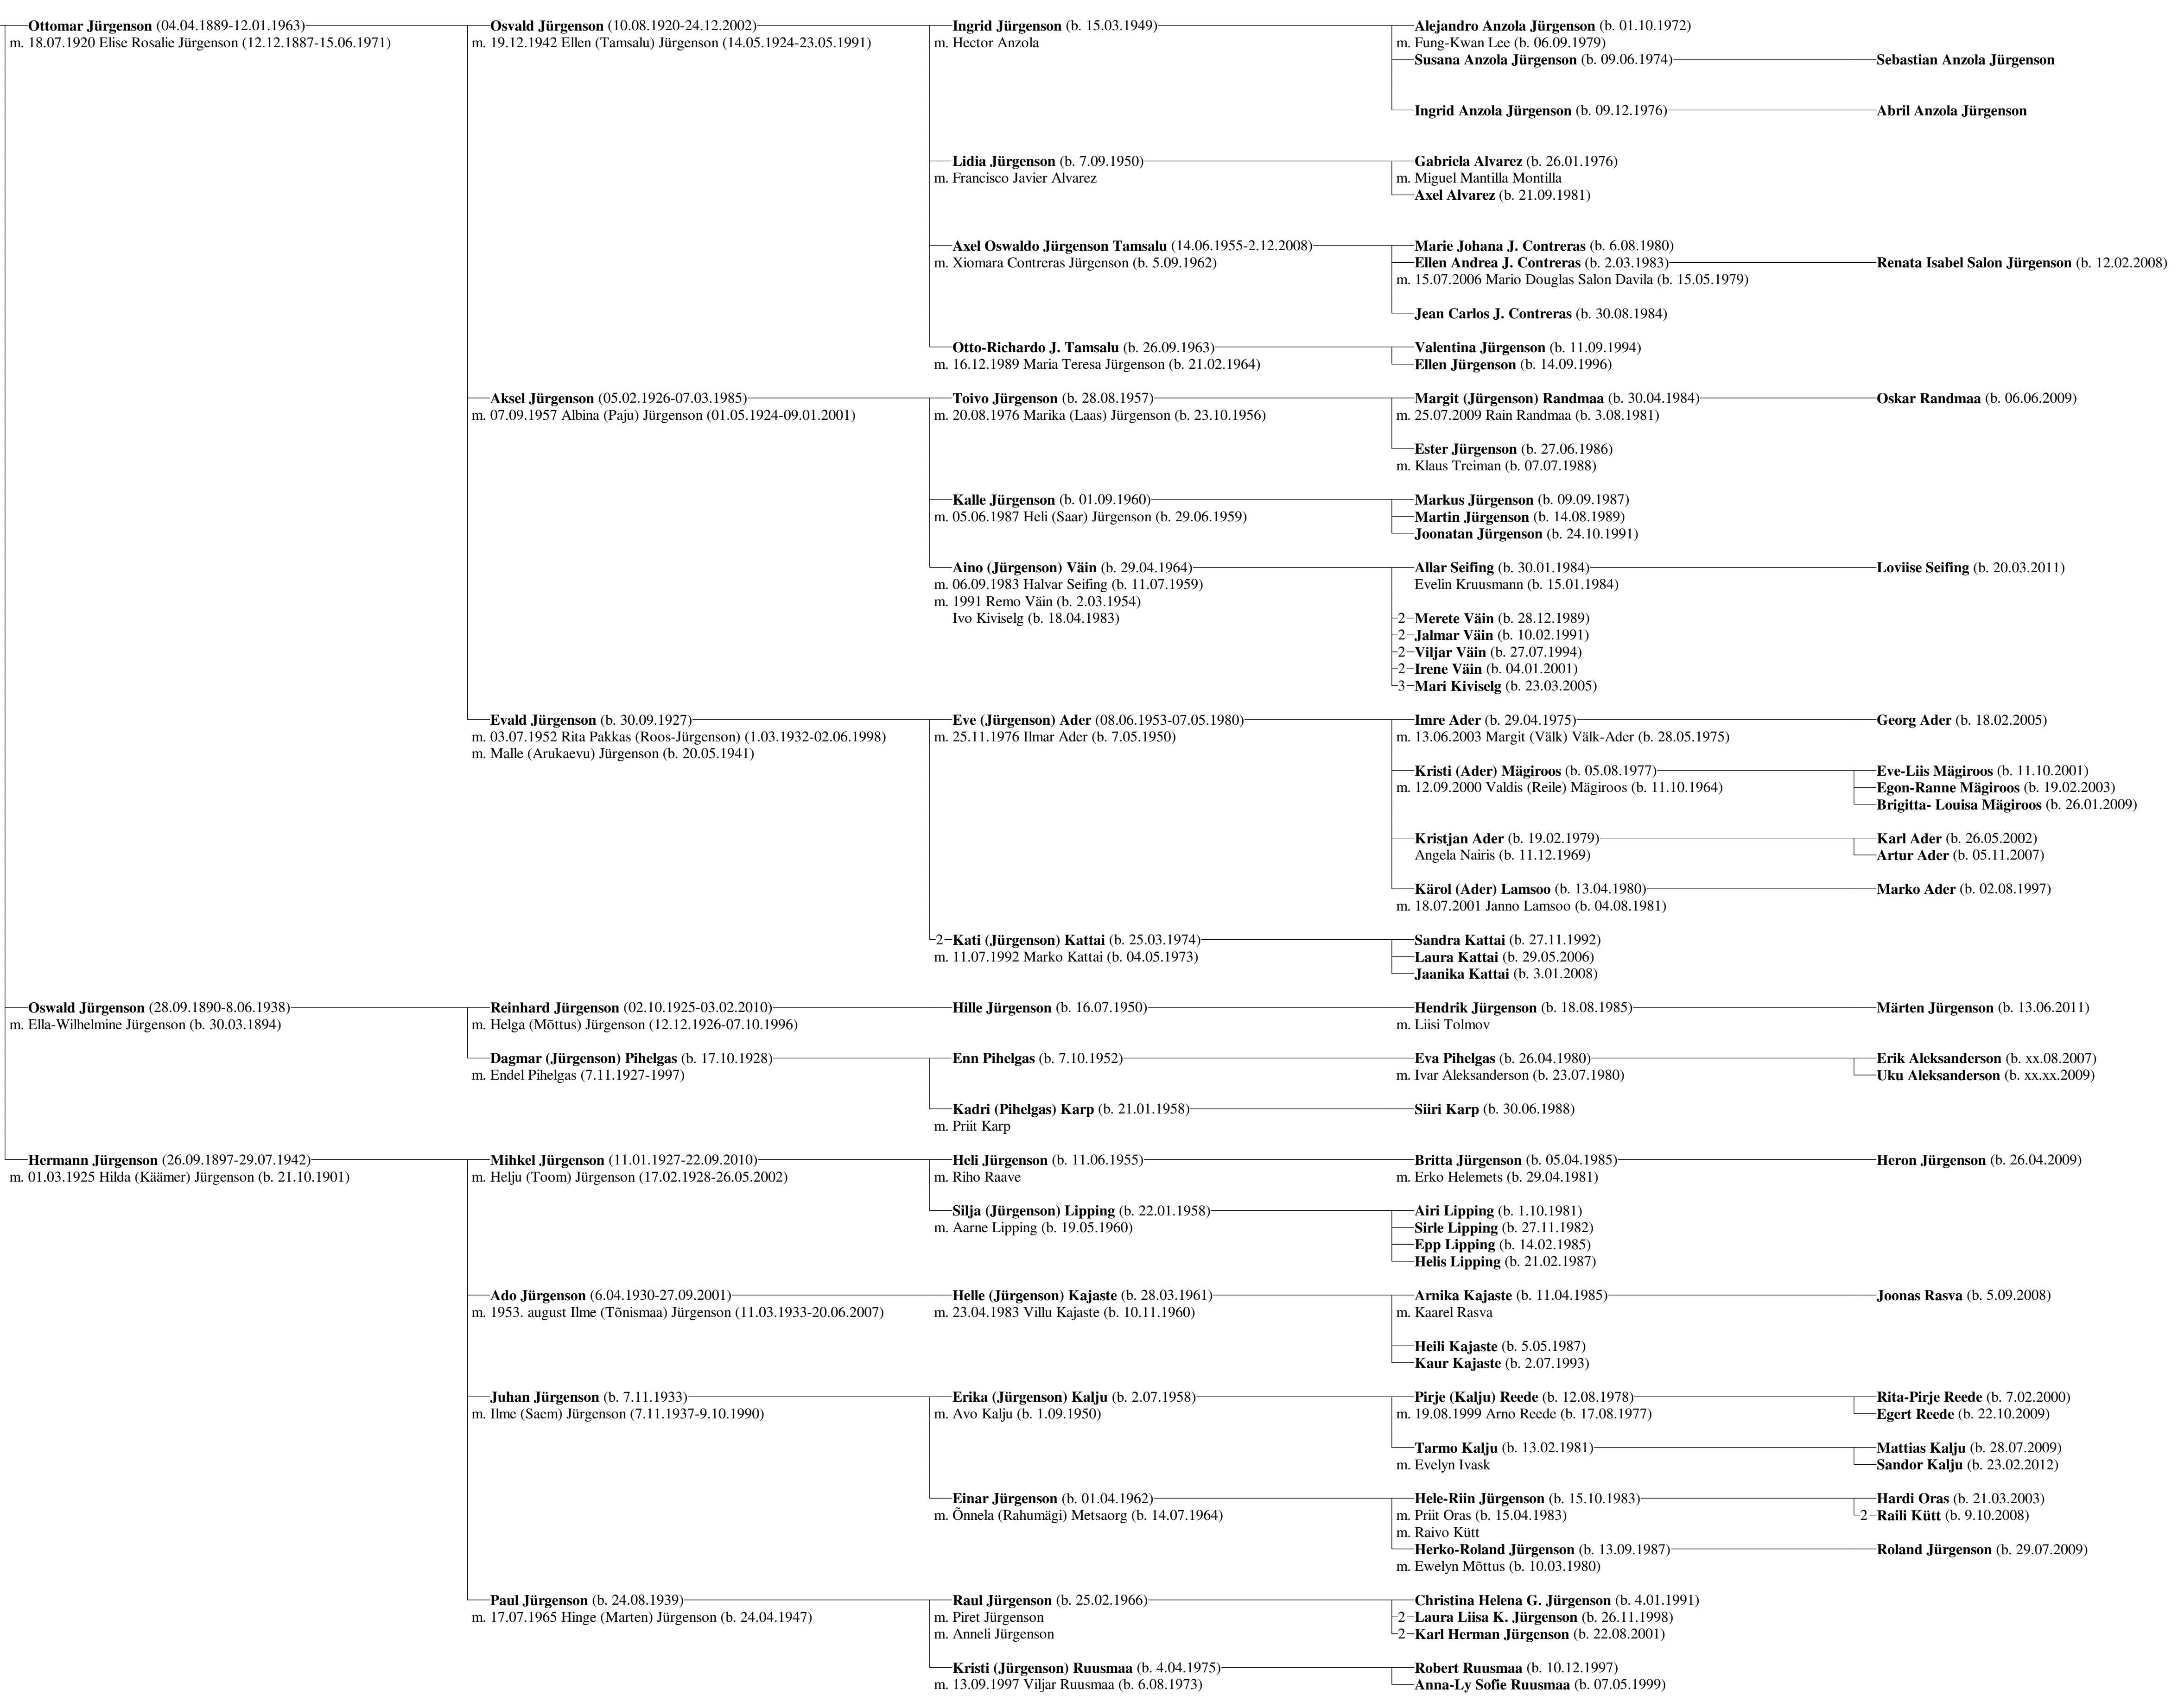 Ottomar Jürgenson (04.04.1889-12.01.1963)
m. 18.07.1920 Elise Rosalie Jürgenson (12.12.1887-15.06.1971)
Osvald Jürgenson (10.08.1920-24.12.2002)
m. 19.12.1942 Ellen (Tamsalu) Jürgenson (14.05.1924-23.05.1991)
Ingrid Jürgenson (b. 15.03.1949)
m. Hector Anzola
Alejandro Anzola Jürgenson (b. 01.10.1972)
m. Fung-Kwan Lee (b. 06.09.1979)
Susana Anzola Jürgenson (b. 09.06.1974)
Sebastian Anzola Jürgenson
Ingrid Anzola Jürgenson (b. 09.12.1976)
Abril Anzola Jürgenson
Lidia Jürgenson (b. 7.09.1950)
m. Francisco Javier Alvarez
Gabriela Alvarez (b. 26.01.1976)
m. Miguel Mantilla Montilla
Axel Alvarez (b. 21.09.1981)
Axel Oswaldo Jürgenson Tamsalu (14.06.1955-2.12.2008)
m. Xiomara Contreras Jürgenson (b. 5.09.1962)
Marie Johana J. Contreras (b. 6.08.1980)
Ellen Andrea J. Contreras (b. 2.03.1983)
m. 15.07.2006 Mario Douglas Salon Davila (b. 15.05.1979)
Renata Isabel Salon Jürgenson (b. 12.02.2008)
Jean Carlos J. Contreras (b. 30.08.1984)
Otto-Richardo J. Tamsalu (b. 26.09.1963)
m. 16.12.1989 Maria Teresa Jürgenson (b. 21.02.1964)
Valentina Jürgenson (b. 11.09.1994)
Ellen Jürgenson (b. 14.09.1996)
Aksel Jürgenson (05.02.1926-07.03.1985)
m. 07.09.1957 Albina (Paju) Jürgenson (01.05.1924-09.01.2001)
Toivo Jürgenson (b. 28.08.1957)
m. 20.08.1976 Marika (Laas) Jürgenson (b. 23.10.1956)
Margit (Jürgenson) Randmaa (b. 30.04.1984)
m. 25.07.2009 Rain Randmaa (b. 3.08.1981)
Oskar Randmaa (b. 06.06.2009)
Ester Jürgenson (b. 27.06.1986)
m. Klaus Treiman (b. 07.07.1988)
Kalle Jürgenson (b. 01.09.1960)
m. 05.06.1987 Heli (Saar) Jürgenson (b. 29.06.1959)
Markus Jürgenson (b. 09.09.1987)
Martin Jürgenson (b. 14.08.1989)
Joonatan Jürgenson (b. 24.10.1991)
Aino (Jürgenson) Väin (b. 29.04.1964)
m. 06.09.1983 Halvar Seifing (b. 11.07.1959)
m. 1991 Remo Väin (b. 2.03.1954)
Ivo Kiviselg (b. 18.04.1983)
Allar Seifing (b. 30.01.1984)
Evelin Kruusmann (b. 15.01.1984)
Loviise Seifing (b. 20.03.2011)
2 Merete Väin (b. 28.12.1989)
2 Jalmar Väin (b. 10.02.1991)
2 Viljar Väin (b. 27.07.1994)
2 Irene Väin (b. 04.01.2001)
3 Mari Kiviselg (b. 23.03.2005)
Evald Jürgenson (b. 30.09.1927)
m. 03.07.1952 Rita Pakkas (Roos-Jürgenson) (1.03.1932-02.06.1998)
m. Malle (Arukaevu) Jürgenson (b. 20.05.1941)
Eve (Jürgenson) Ader (08.06.1953-07.05.1980)
m. 25.11.1976 Ilmar Ader (b. 7.05.1950)
Imre Ader (b. 29.04.1975)
m. 13.06.2003 Margit (Välk) Välk-Ader (b. 28.05.1975)
Georg Ader (b. 18.02.2005)
Kristi (Ader) Mägiroos (b. 05.08.1977)
m. 12.09.2000 Valdis (Reile) Mägiroos (b. 11.10.1964)
Eve-Liis Mägiroos (b. 11.10.2001)
Egon-Ranne Mägiroos (b. 19.02.2003)
Brigitta- Louisa Mägiroos (b. 26.01.2009)
Kristjan Ader (b. 19.02.1979)
Angela Nairis (b. 11.12.1969)
Karl Ader (b. 26.05.2002)
Artur Ader (b. 05.11.2007)
Kärol (Ader) Lamsoo (b. 13.04.1980)
m. 18.07.2001 Janno Lamsoo (b. 04.08.1981)
Marko Ader (b. 02.08.1997)
2 Kati (Jürgenson) Kattai (b. 25.03.1974)
m. 11.07.1992 Marko Kattai (b. 04.05.1973)
Sandra Kattai (b. 27.11.1992)
Laura Kattai (b. 29.05.2006)
Jaanika Kattai (b. 3.01.2008)
Oswald Jürgenson (28.09.1890-8.06.1938)
m. Ella-Wilhelmine Jürgenson (b. 30.03.1894)
Reinhard Jürgenson (02.10.1925-03.02.2010)
m. Helga (Mõttus) Jürgenson (12.12.1926-07.10.1996)
Hille Jürgenson (b. 16.07.1950)
Hendrik Jürgenson (b. 18.08.1985)
m. Liisi Tolmov
Märten Jürgenson (b. 13.06.2011)
Dagmar (Jürgenson) Pihelgas (b. 17.10.1928)
m. Endel Pihelgas (7.11.1927-1997)
Enn Pihelgas (b. 7.10.1952)
Eva Pihelgas (b. 26.04.1980)
m. Ivar Aleksanderson (b. 23.07.1980)
Erik Aleksanderson (b. xx.08.2007)
Uku Aleksanderson (b. xx.xx.2009)
Kadri (Pihelgas) Karp (b. 21.01.1958)
m. Priit Karp
Siiri Karp (b. 30.06.1988)
Hermann Jürgenson (26.09.1897-29.07.1942)
m. 01.03.1925 Hilda (Käämer) Jürgenson (b. 21.10.1901)
Mihkel Jürgenson (11.01.1927-22.09.2010)
m. Helju (Toom) Jürgenson (17.02.1928-26.05.2002)
Heli Jürgenson (b. 11.06.1955)
m. Riho Raave
Britta Jürgenson (b. 05.04.1985)
m. Erko Helemets (b. 29.04.1981)
Heron Jürgenson (b. 26.04.2009)
Silja (Jürgenson) Lipping (b. 22.01.1958)
m. Aarne Lipping (b. 19.05.1960)
Airi Lipping (b. 1.10.1981)
Sirle Lipping (b. 27.11.1982)
Epp Lipping (b. 14.02.1985)
Helis Lipping (b. 21.02.1987)
Ado Jürgenson (6.04.1930-27.09.2001)
m. 1953. august Ilme (Tõnismaa) Jürgenson (11.03.1933-20.06.2007)
Helle (Jürgenson) Kajaste (b. 28.03.1961)
m. 23.04.1983 Villu Kajaste (b. 10.11.1960)
Arnika Kajaste (b. 11.04.1985)
m. Kaarel Rasva
Joonas Rasva (b. 5.09.2008)
Heili Kajaste (b. 5.05.1987)
Kaur Kajaste (b. 2.07.1993)
Juhan Jürgenson (b. 7.11.1933)
m. Ilme (Saem) Jürgenson (7.11.1937-9.10.1990)
Erika (Jürgenson) Kalju (b. 2.07.1958)
m. Avo Kalju (b. 1.09.1950)
Pirje (Kalju) Reede (b. 12.08.1978)
m. 19.08.1999 Arno Reede (b. 17.08.1977)
Rita-Pirje Reede (b. 7.02.2000)
Egert Reede (b. 22.10.2009)
Tarmo Kalju (b. 13.02.1981)
m. Evelyn Ivask
Mattias Kalju (b. 28.07.2009)
Sandor Kalju (b. 23.02.2012)
Einar Jürgenson (b. 01.04.1962)
m. Õnnela (Rahumägi) Metsaorg (b. 14.07.1964)
Hele-Riin Jürgenson (b. 15.10.1983)
m. Priit Oras (b. 15.04.1983)
m. Raivo Kütt
Hardi Oras (b. 21.03.2003)
2 Raili Kütt (b. 9.10.2008)
Herko-Roland Jürgenson (b. 13.09.1987)
m. Ewelyn Mõttus (b. 10.03.1980)
Roland Jürgenson (b. 29.07.2009)
Paul Jürgenson (b. 24.08.1939)
m. 17.07.1965 Hinge (Marten) Jürgenson (b. 24.04.1947)
Raul Jürgenson (b. 25.02.1966)
m. Piret Jürgenson
m. Anneli Jürgenson
Christina Helena G. Jürgenson (b. 4.01.1991)
2 Laura Liisa K. Jürgenson (b. 26.11.1998)
2 Karl Herman Jürgenson (b. 22.08.2001)
Kristi (Jürgenson) Ruusmaa (b. 4.04.1975)
m. 13.09.1997 Viljar Ruusmaa (b. 6.08.1973)
Robert Ruusmaa (b. 10.12.1997)
Anna-Ly Sofie Ruusmaa (b. 07.05.1999)